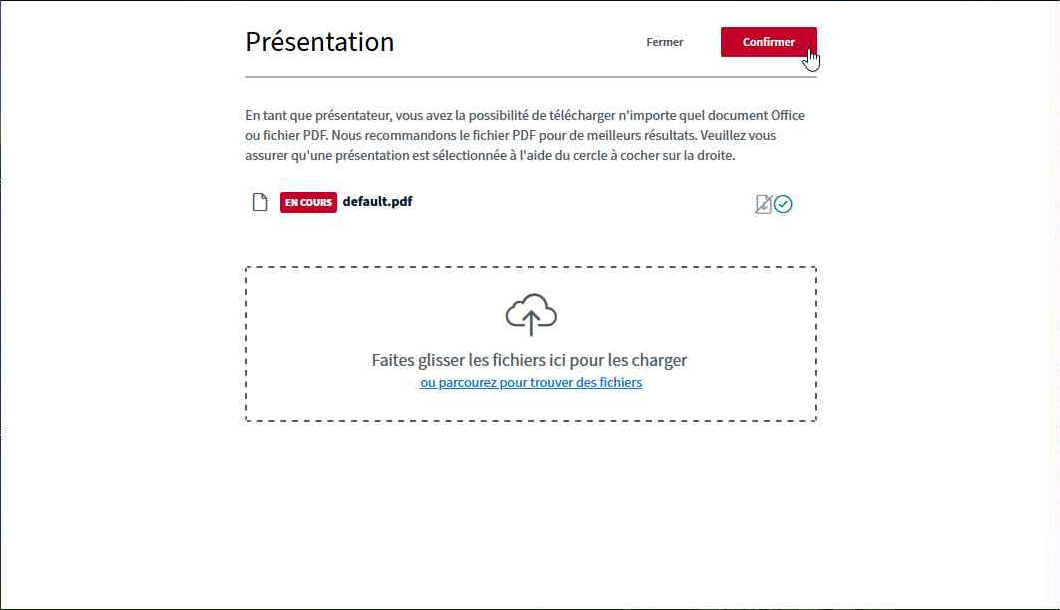 Présentation
Fermer
Confirmer
En tant que présentateur, vous avez la possibilité de télécharger n'importe quel document Office
ou fichier PDF. Nous recommandons le fichier PDF pour de meilleurs résultats. Veuillez vous
assurer qu'une présentation est sélectionnée à l'aide du cercle à cocher sur la droite.
EN COURS default.pdf
Faites glisser les fichiers ici pour les charger
ou parcourez pour trouver des fichiers